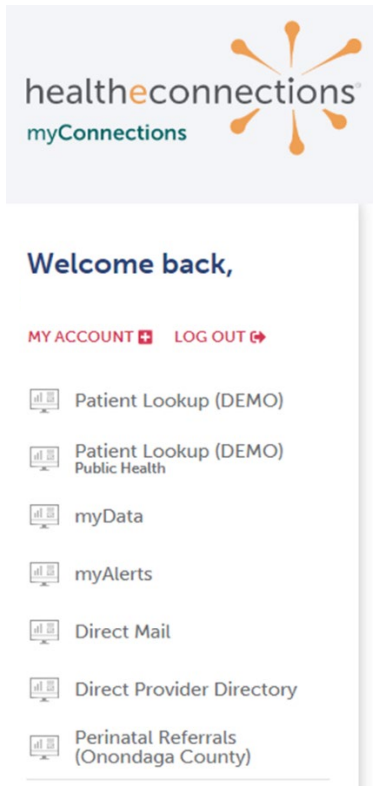 healtheconnections®
myConnections
Welcome back,
MY ACCOUNT
LOG OUT
Patient Lookup (DEMO)
Patient Lookup (DEMO)
Public Health
myData
myAlerts
Direct Mail
Direct Provider Directory
Perinatal Referrals
(Onondaga County)